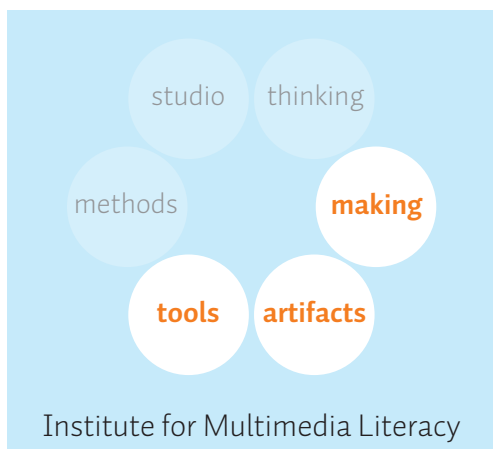 studio thinking
methods making
tools artifacts
Institute for Multimedia Literacy